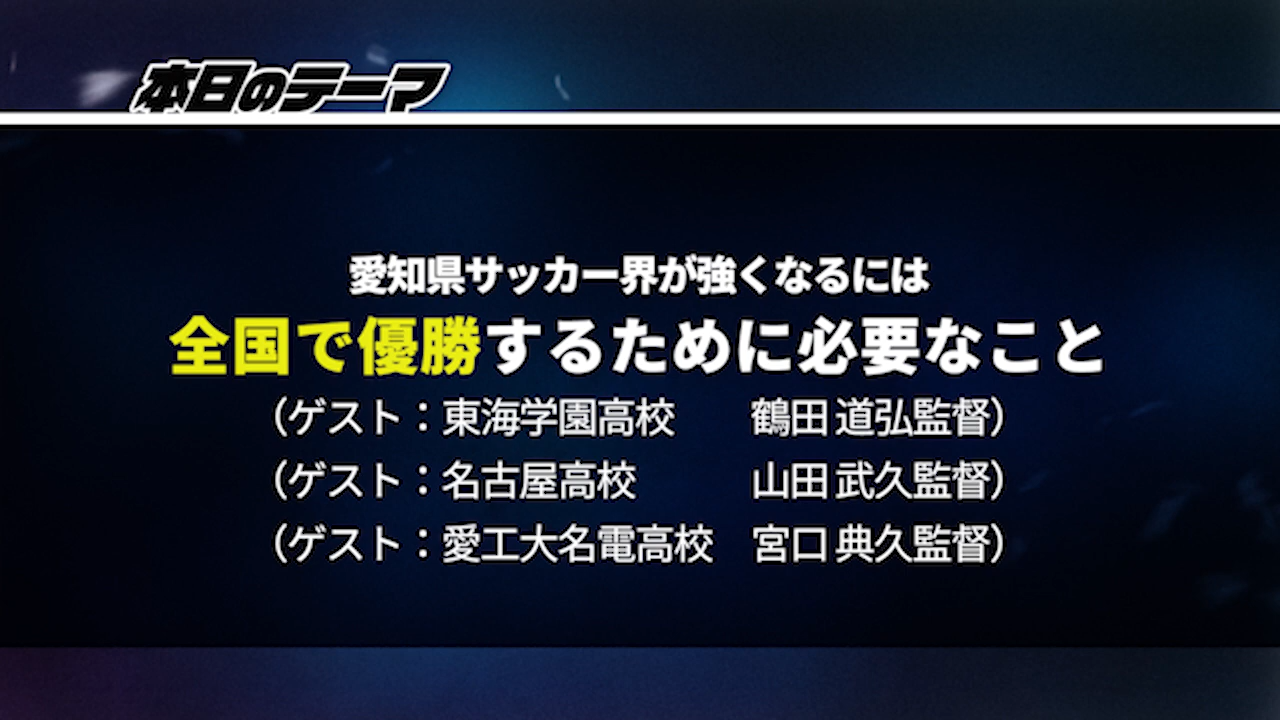 本日のテーマ
愛知県サッカー界が強くなるには
全国で優勝するために必要なこと
（ゲスト：東海学園高校　　鶴田 道弘監督）
（ゲスト：名古屋高校　　　山田 武久監督）
（ゲスト：愛工大名電高校　宮口 典久監督）